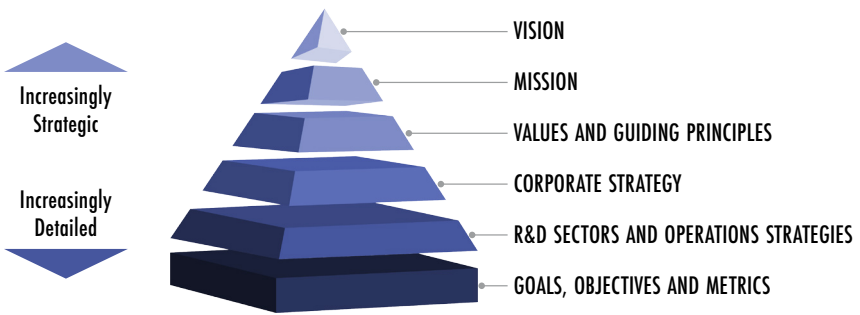 VISION
MISSION
VALUES AND GUIDING PRINCIPLES
CORPORATE STRATEGY
R&D SECTORS AND OPERATIONS STRATEGIES
GOALS, OBJECTIVES AND METRICS
Increasingly
Strategic
Increasingly
Detailed